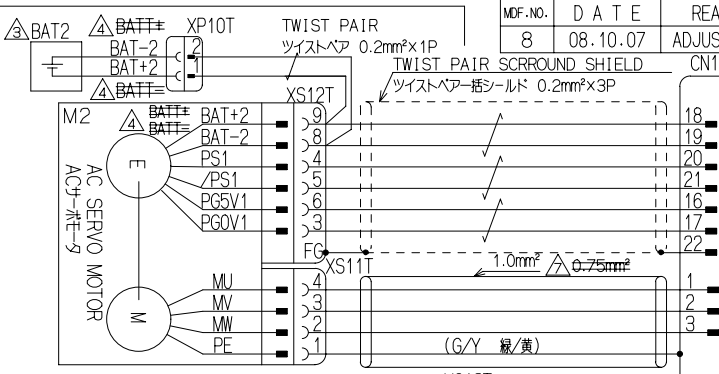 MDF.NO. DATE REA
8 08.10.07 ADJUS
3 BAT2
4 BATT± XP10T
BAT-2 2
BAT+2 1
4 BATT=
TWIST PAIR
ツイストペア 0.2mm²×1P
TWIST PAIR SCRROUND SHIELD
ツイストペア一括シールド 0.2mm²×3P
CN1
XS12T
M2
4 BATT±
BATT=
BAT+2 9 18
BAT-2 8 19
PS1 4 20
/PS1 5 21
PG5V1 6 16
PG0V1 3 17
FG 22
E
AC SERVO MOTOR
ACサーボモータ
M
XS11T
1.0mm² 7 0.75mm²
MU 4 1
MV 3 2
MW 2 3
PE 1
(G/Y 緑/黄)